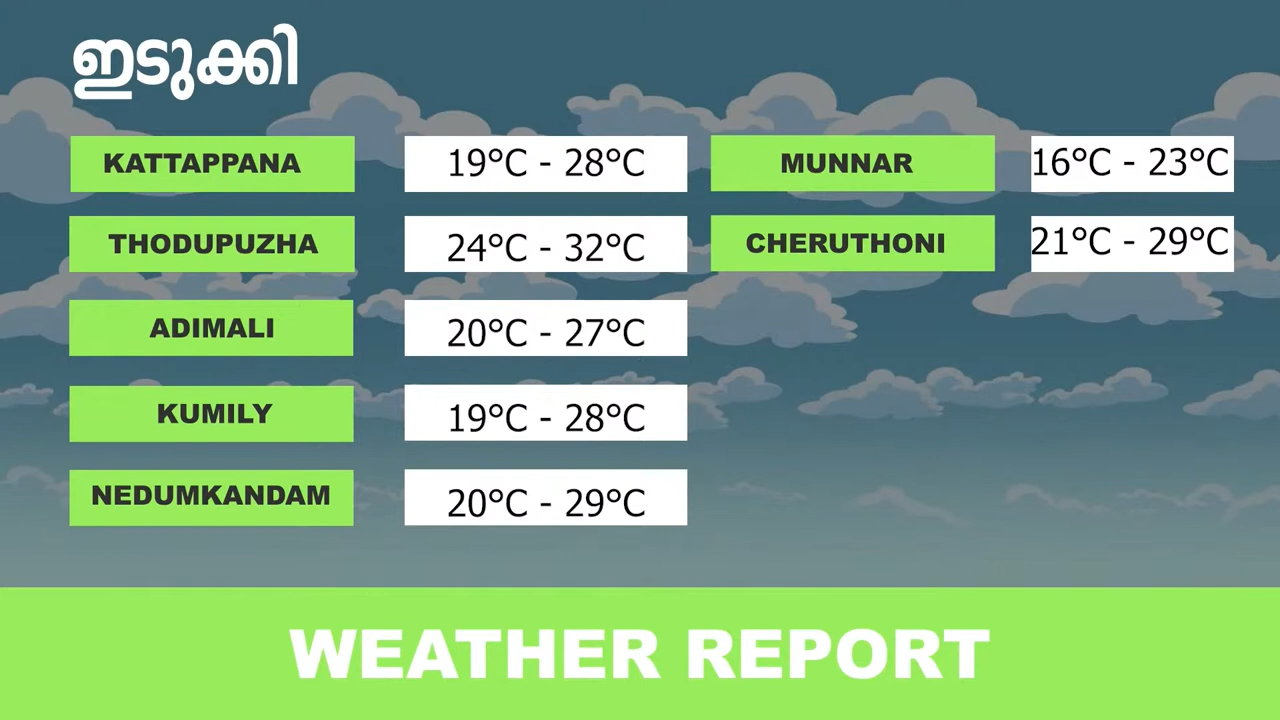 ഇടുക്കി
KATTAPPANA 19°C - 28°C
THODUPUZHA 24°C - 32°C
ADIMALI 20°C - 27°C
KUMILY 19°C - 28°C
NEDUMKANDAM 20°C - 29°C
MUNNAR 16°C - 23°C
CHERUTHONI 21°C - 29°C
WEATHER REPORT